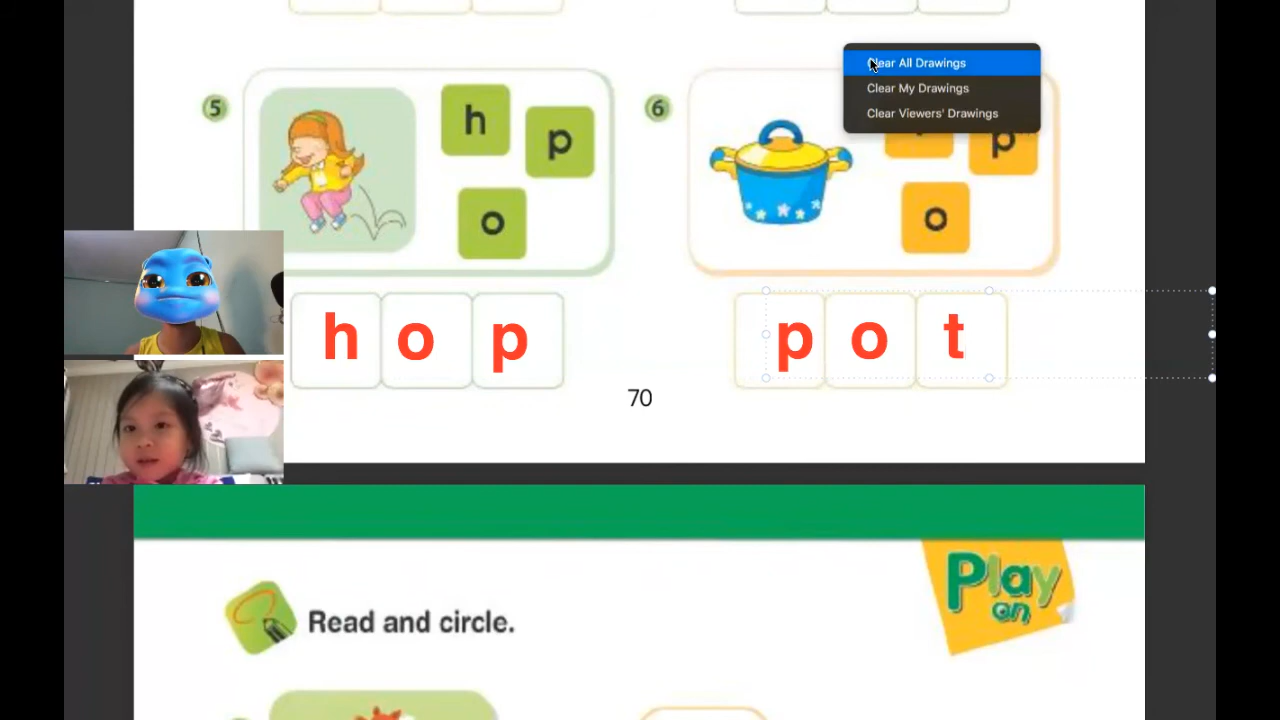 Clear All Drawings
Clear My Drawings
Clear Viewers' Drawings
5
h
p
o
6
p
o
h o p
p o t
70
Play
on
Read and circle.